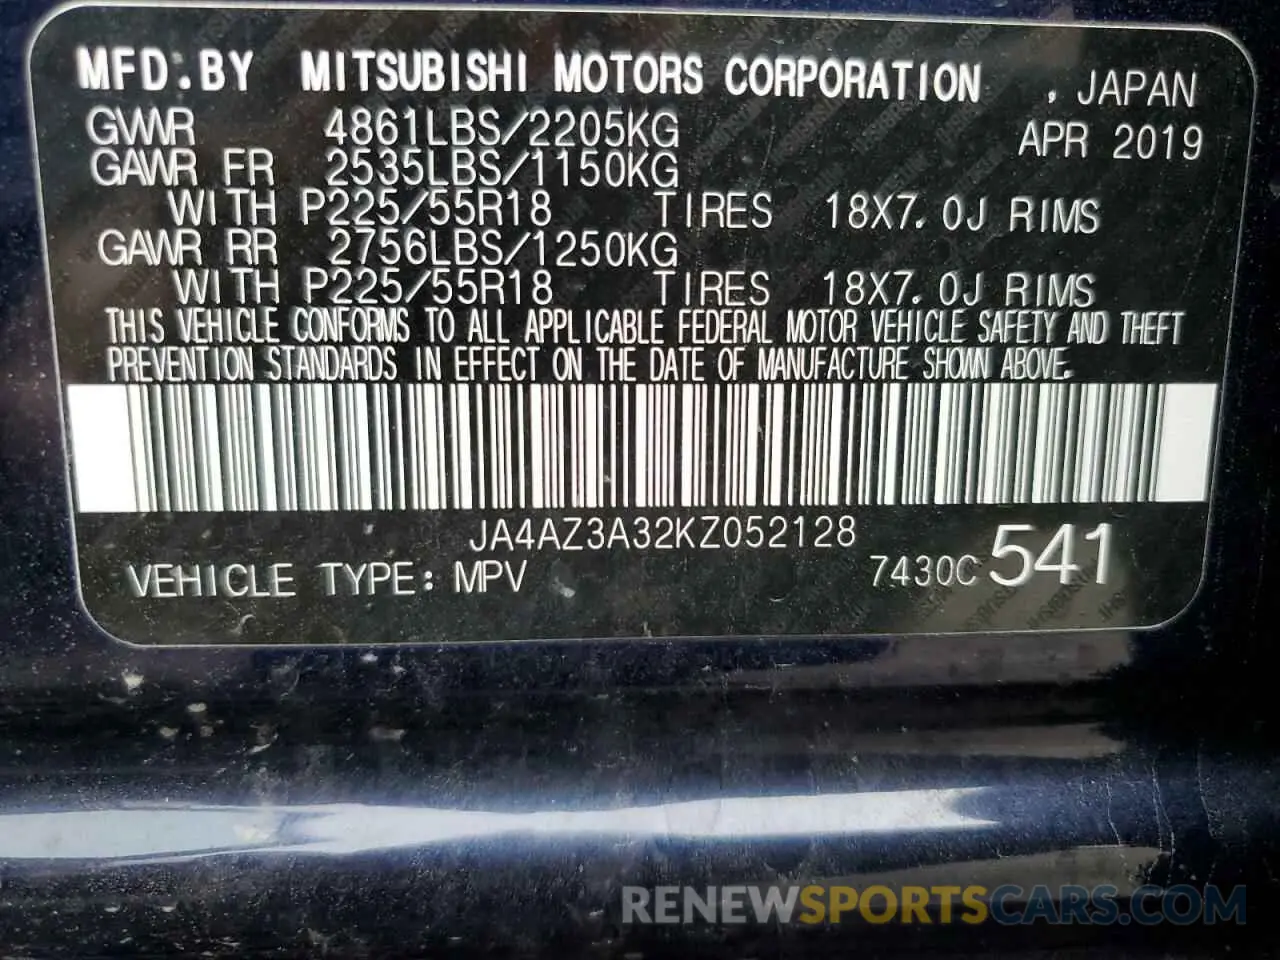 MFD.BY MITSUBISHI MOTORS CORPORATION , JAPAN
GVWR 4861LBS/2205KG APR 2019
GAWR FR 2535LBS/1150KG
WITH P225/55R18 TIRES 18X7.0J RIMS
GAWR RR 2756LBS/1250KG
WITH P225/55R18 TIRES 18X7.0J RIMS
THIS VEHICLE CONFORMS TO ALL APPLICABLE FEDERAL MOTOR VEHICLE SAFETY AND THEFT
PREVENTION STANDARDS IN EFFECT ON THE DATE OF MANUFACTURE SHOWN ABOVE.
JA4AZ3A32KZ052128
VEHICLE TYPE: MPV 7430C 541
RENEWSPORTSCARS.COM